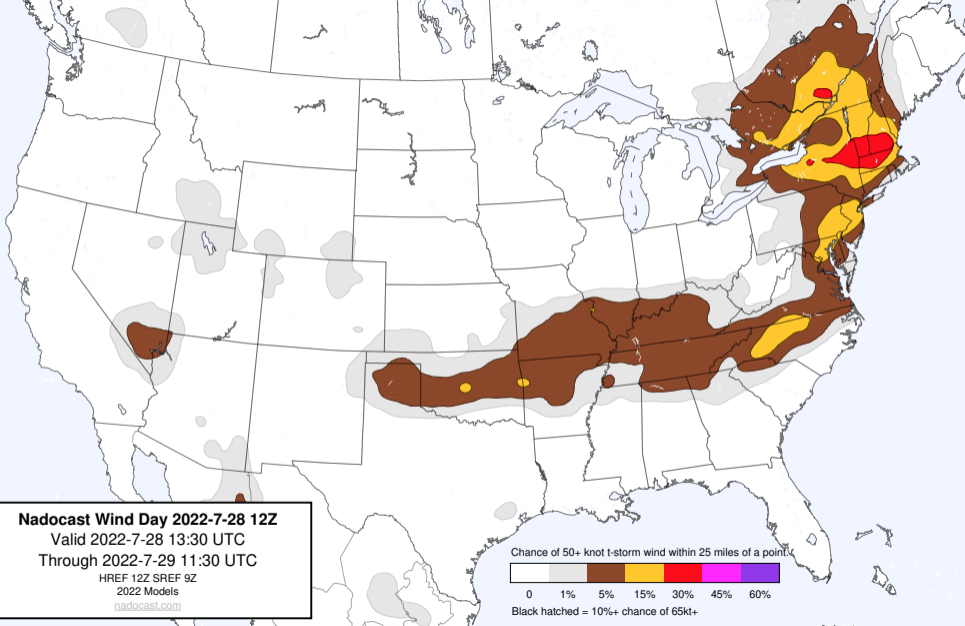 Nadocast Wind Day 2022-7-28 12Z
Valid 2022-7-28 13:30 UTC
Through 2022-7-29 11:30 UTC
HREF 12Z SREF 9Z
2022 Models
nadocast.com
Chance of 50+ knot t-storm wind within 25 miles of a point.
0 1% 5% 15% 30% 45% 60%
Black hatched = 10%+ chance of 65kt+